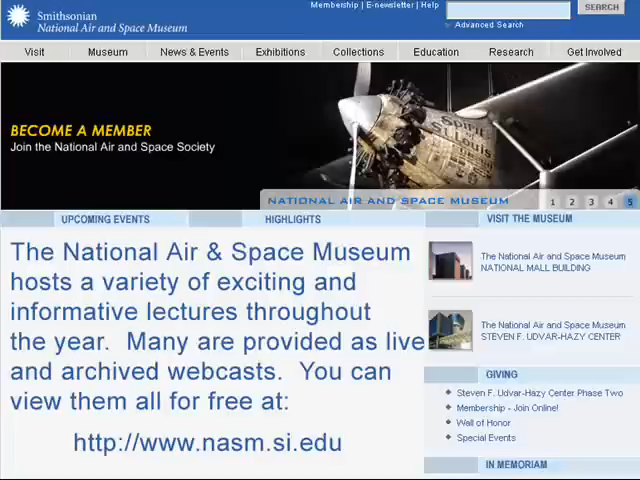 Smithsonian
National Air and Space Museum
Membership | E-newsletter | Help
SEARCH
Advanced Search
Visit
Museum
News & Events
Exhibitions
Collections
Education
Research
Get Involved
BECOME A MEMBER
Join the National Air and Space Society
Spirit
St. Louis
NATIONAL AIR AND SPACE MUSEUM
1 2 3 4 5
UPCOMING EVENTS
HIGHLIGHTS
VISIT THE MUSEUM
The National Air & Space Museum
hosts a variety of exciting and
informative lectures throughout
the year. Many are provided as live
and archived webcasts. You can
view them all for free at:
http://www.nasm.si.edu
The National Air and Space Museum
NATIONAL MALL BUILDING
The National Air and Space Museum
STEVEN F. UDVAR-HAZY CENTER
GIVING
Steven F. Udvar-Hazy Center Phase Two
Membership - Join Online!
Wall of Honor
Special Events
IN MEMORIAM